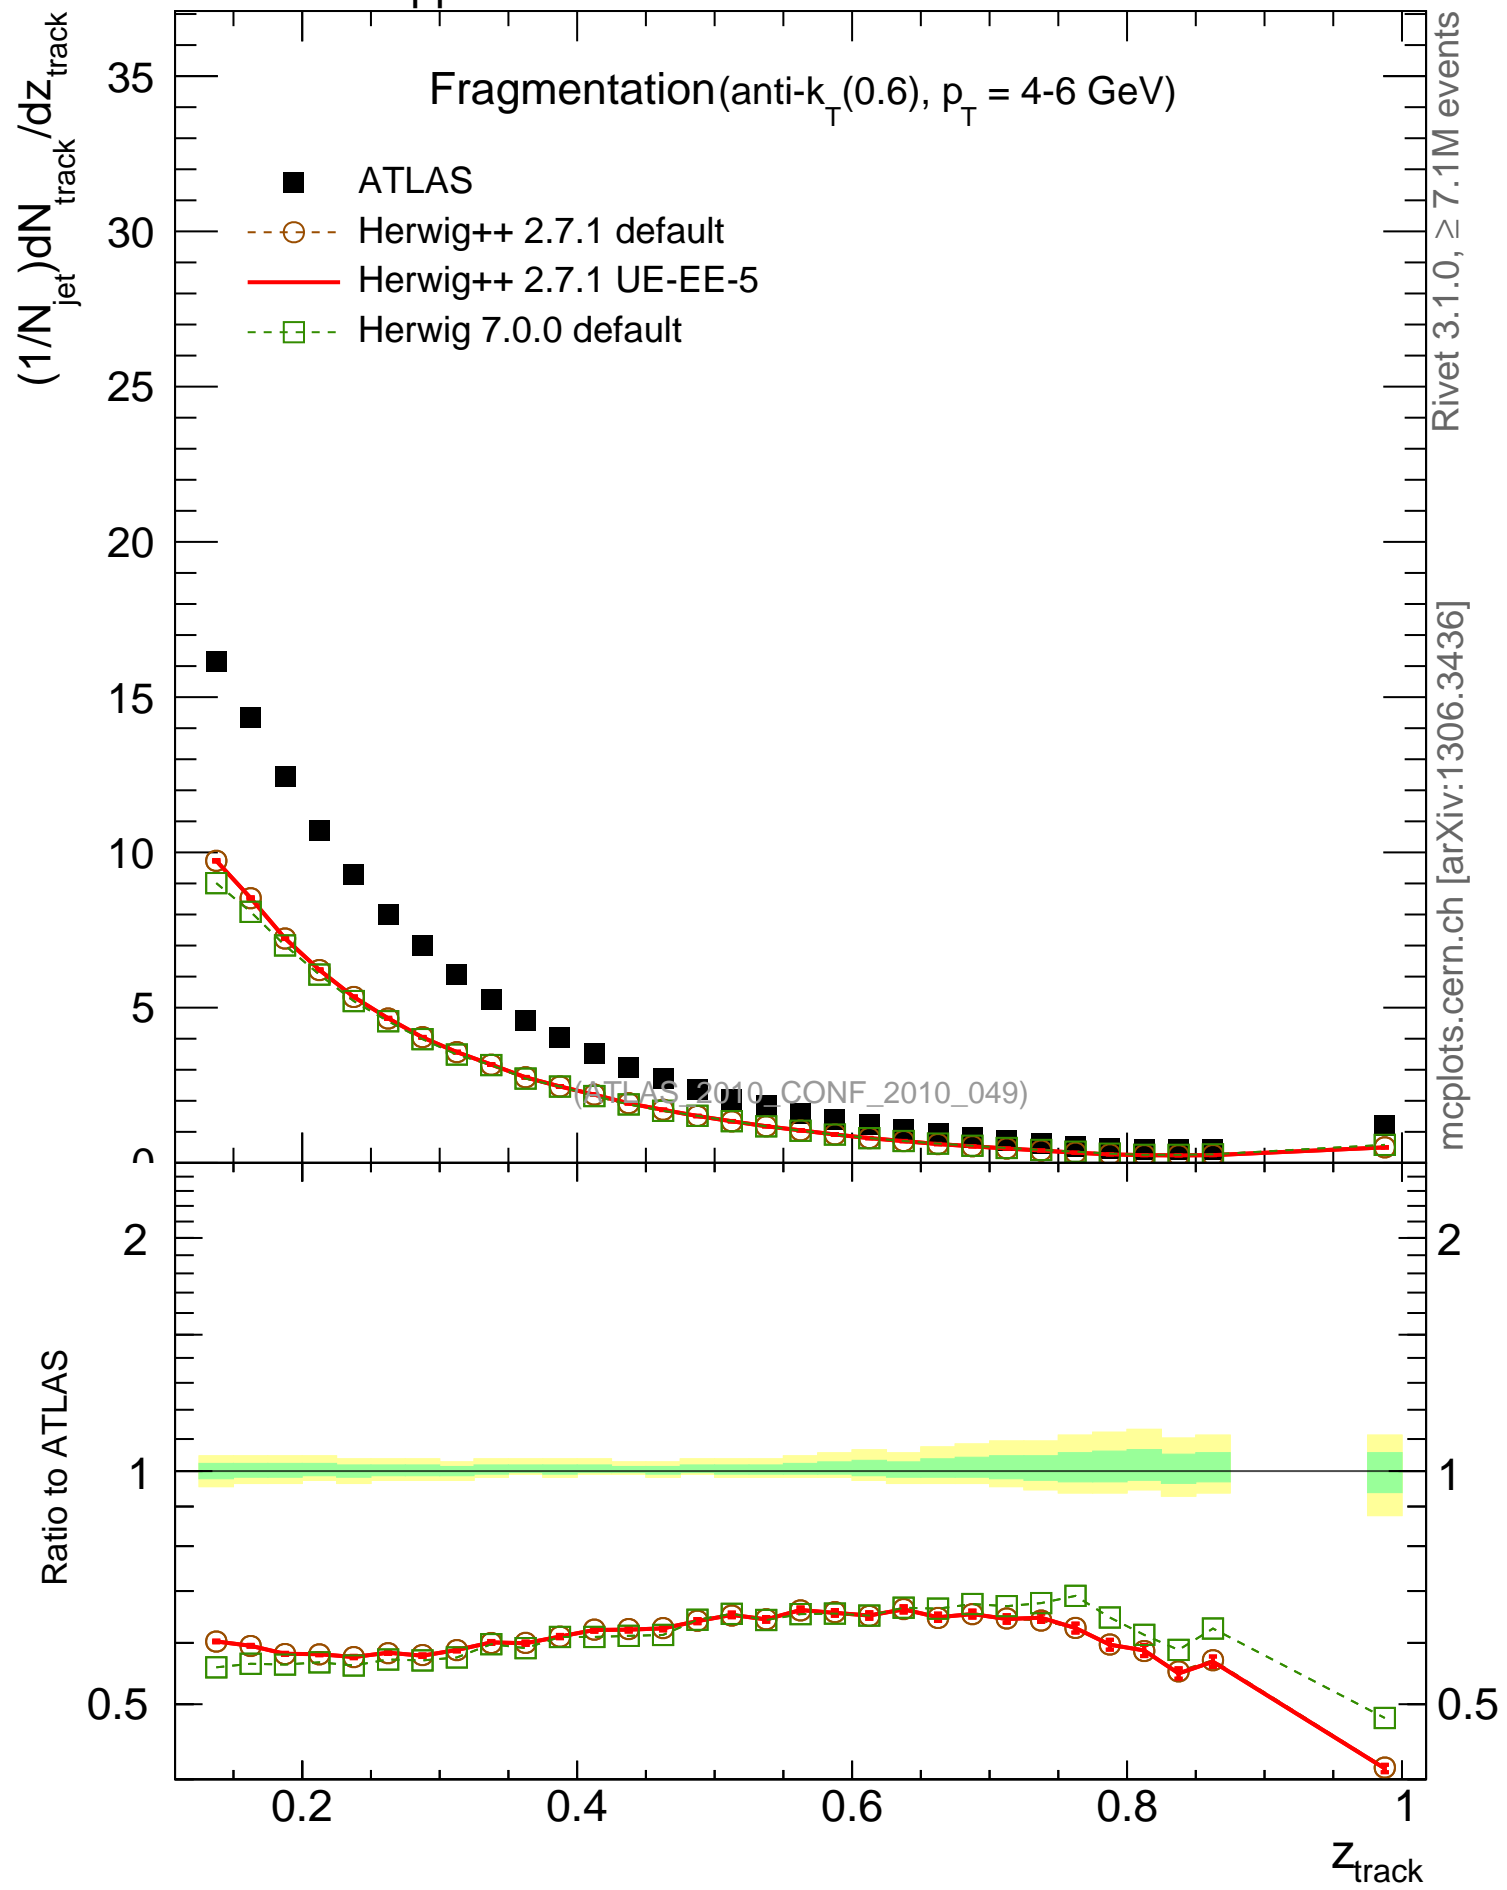 Fragmentation (anti-k_T(0.6), p_T = 4-6 GeV)
(1/N_jet)dN_track/dz_track
ATLAS
Herwig++ 2.7.1 default
Herwig++ 2.7.1 UE-EE-5
Herwig 7.0.0 default
35
30
25
20
15
10
5
0
(ATLAS_2010_CONF_2010_049)
Rivet 3.1.0, ≥ 7.1M events
mcplots.cern.ch [arXiv:1306.3436]
Ratio to ATLAS
2
1
0.5
2
1
0.5
0.2
0.4
0.6
0.8
1
z_track